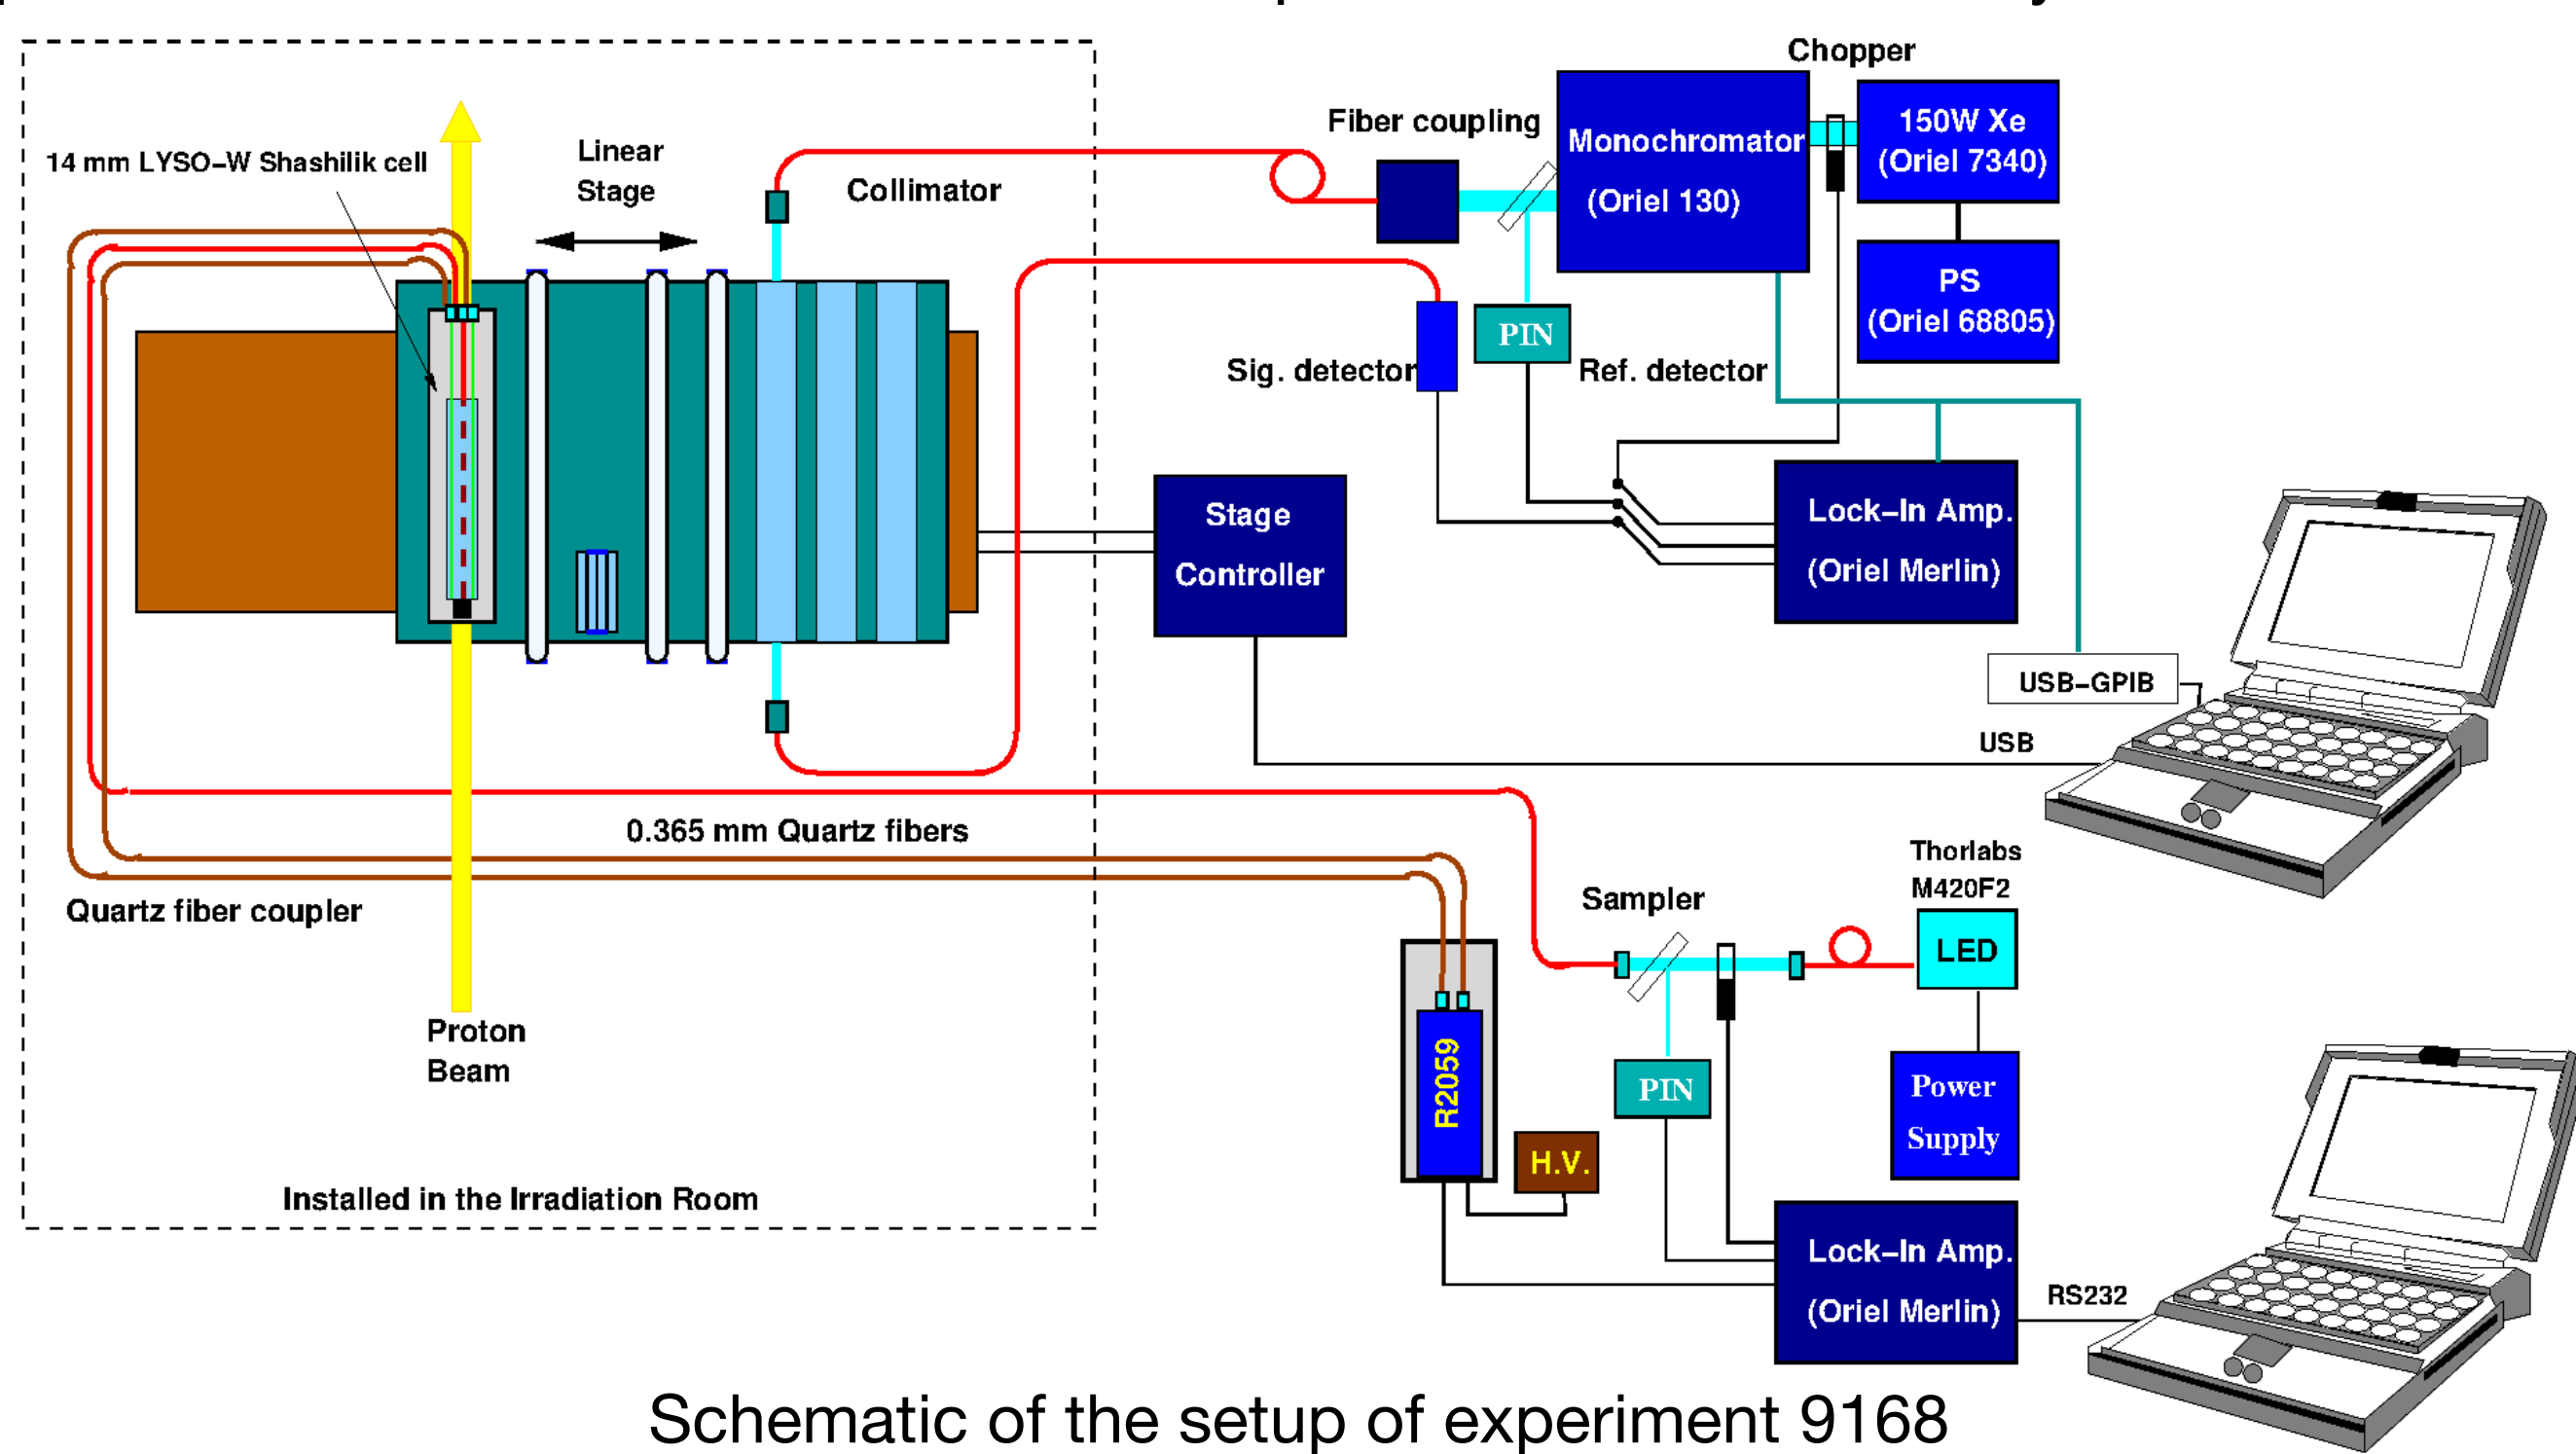 Chopper
Fiber coupling
Monochromator
(Oriel 130)
150W Xe
(Oriel 7340)
14 mm LYSO–W Shashilik cell
Linear
Stage
Collimator
PS
(Oriel 68805)
PIN
Sig. detector
Ref. detector
Stage
Controller
Lock–In Amp.
(Oriel Merlin)
USB–GPIB
USB
0.365 mm Quartz fibers
Quartz fiber coupler
Thorlabs
M420F2
Sampler
LED
Proton
Beam
R2059
PIN
Power
Supply
H.V.
Installed in the Irradiation Room
Lock–In Amp.
(Oriel Merlin)
RS232
Schematic of the setup of experiment 9168